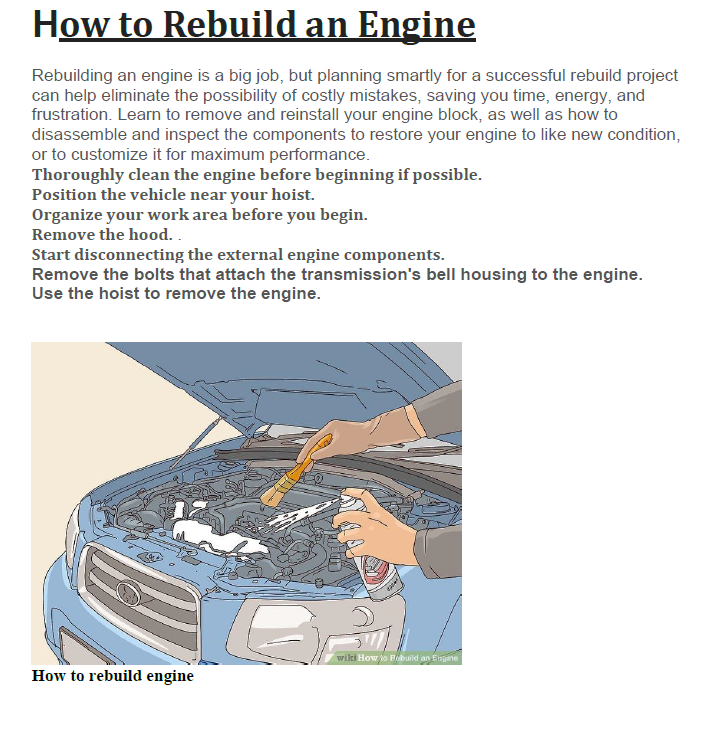 How to Rebuild an Engine
Rebuilding an engine is a big job, but planning smartly for a successful rebuild project
can help eliminate the possibility of costly mistakes, saving you time, energy, and
frustration. Learn to remove and reinstall your engine block, as well as how to
disassemble and inspect the components to restore your engine to like new condition,
or to customize it for maximum performance.
Thoroughly clean the engine before beginning if possible.
Position the vehicle near your hoist.
Organize your work area before you begin.
Remove the hood. .
Start disconnecting the external engine components.
Remove the bolts that attach the transmission's bell housing to the engine.
Use the hoist to remove the engine.
wiki How to Rebuild an Engine
How to rebuild engine